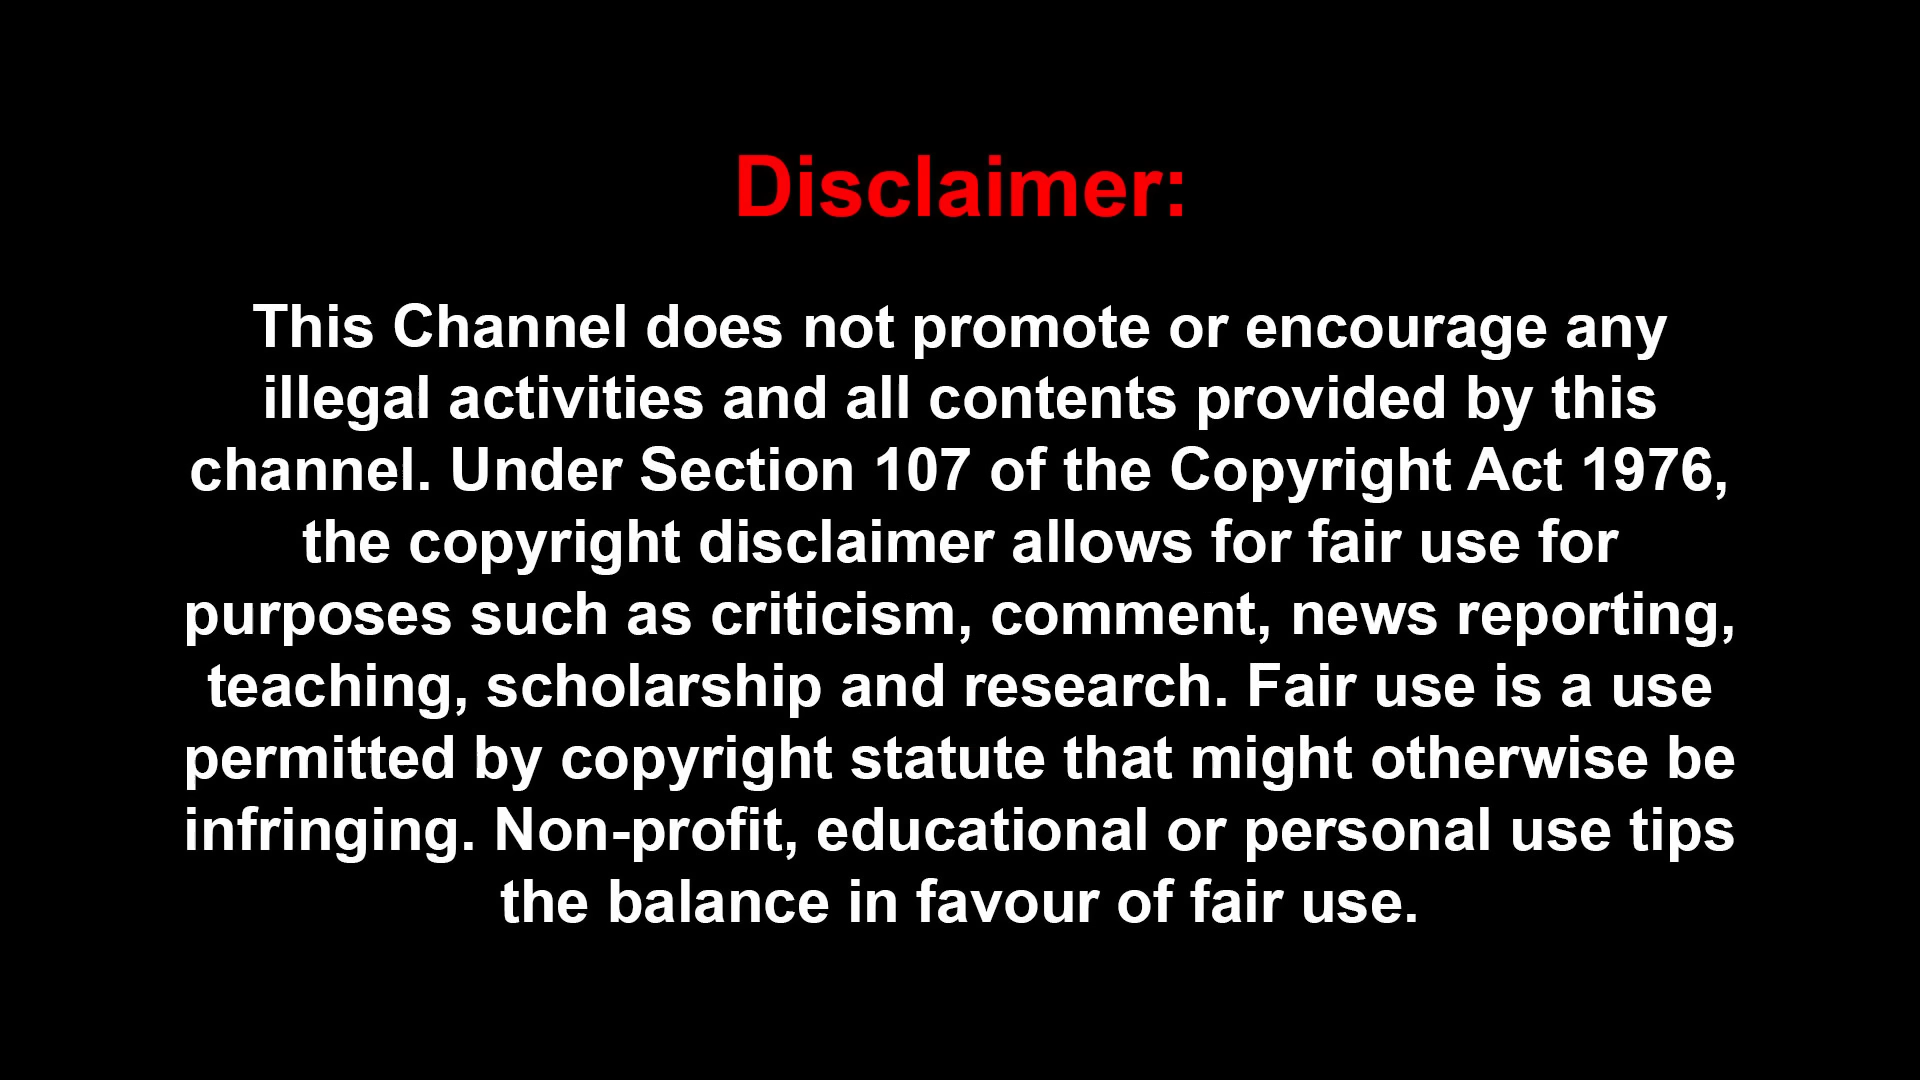 Disclaimer:
This Channel does not promote or encourage any
illegal activities and all contents provided by this
channel. Under Section 107 of the Copyright Act 1976,
the copyright disclaimer allows for fair use for
purposes such as criticism, comment, news reporting,
teaching, scholarship and research. Fair use is a use
permitted by copyright statute that might otherwise be
infringing. Non-profit, educational or personal use tips
the balance in favour of fair use.